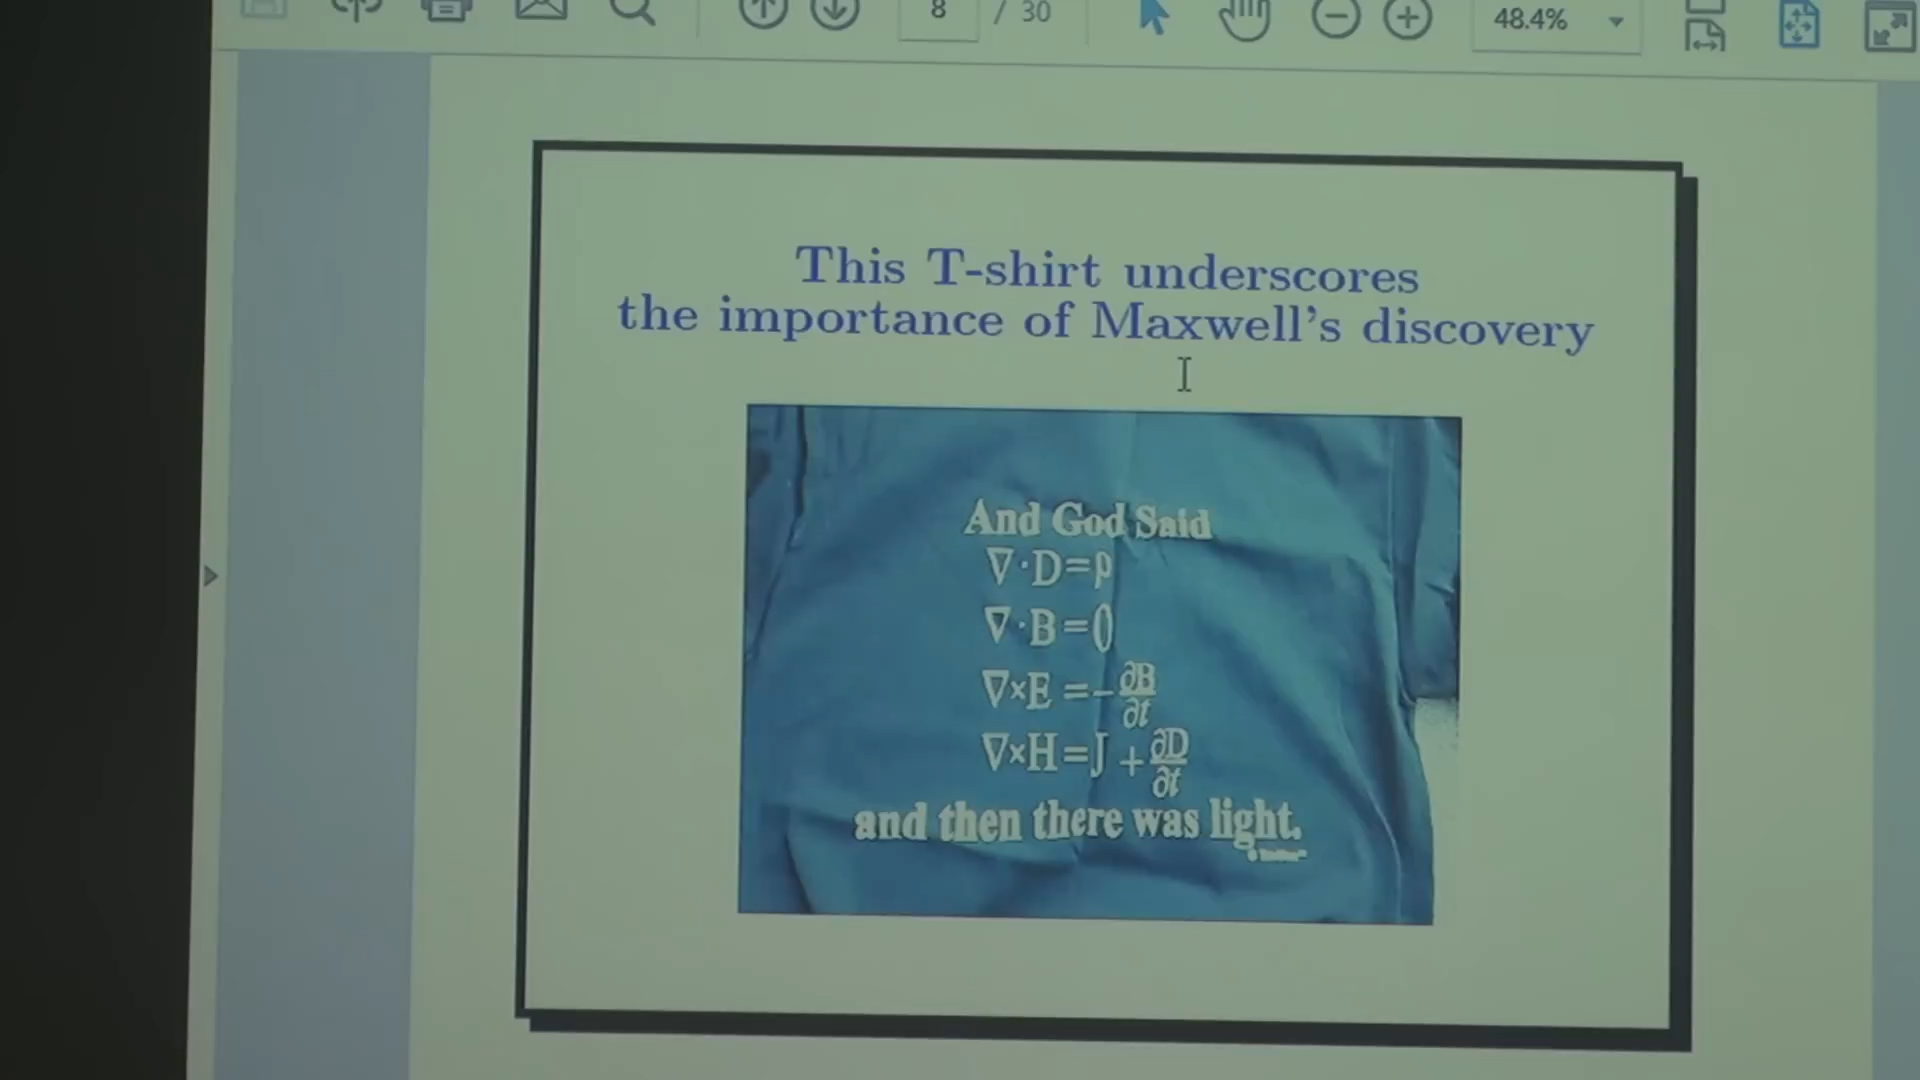 8 / 30 48.4%
This T-shirt underscores
the importance of Maxwell's discovery
And God Said
∇·D=ρ
∇·B=0
∇×E=-∂B/∂t
∇×H=J+∂D/∂t
and then there was light.